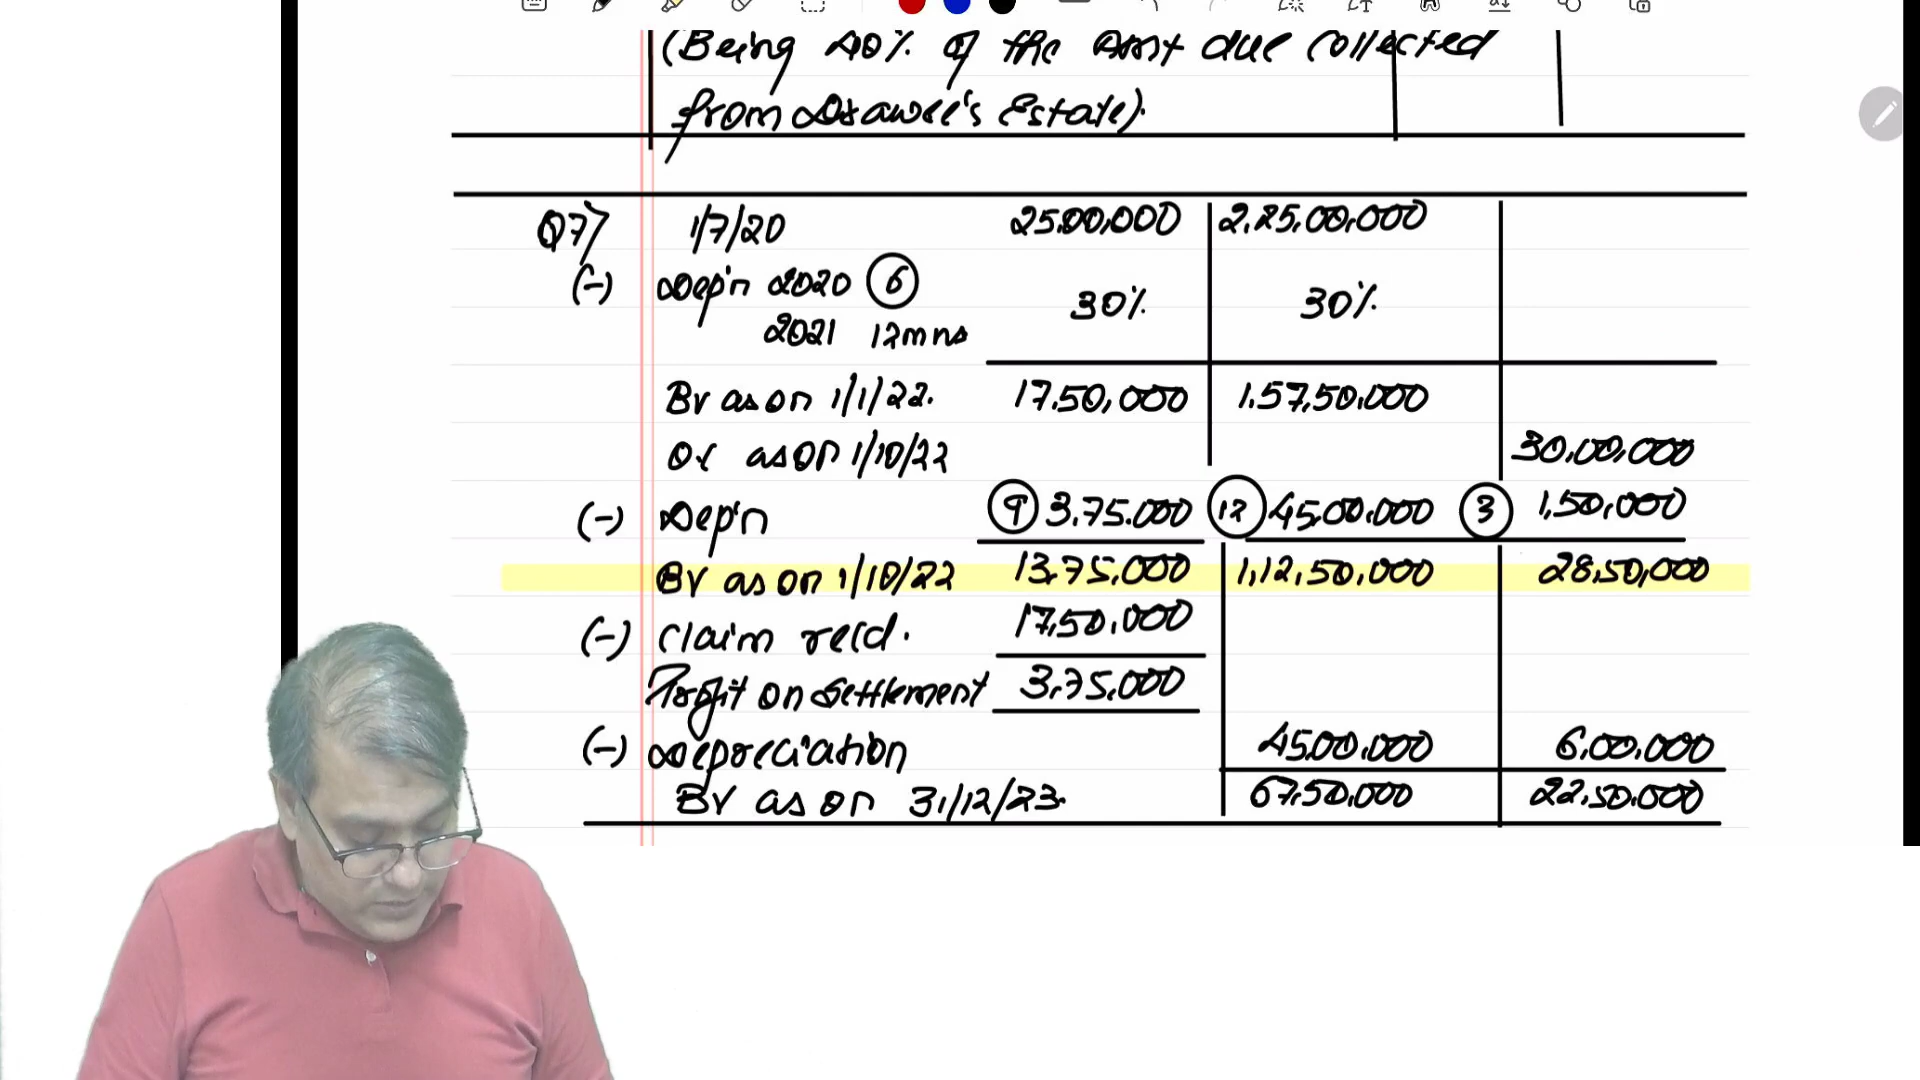 (Being 40% of the Amt due collected
from Drawee's Estate).
Q7) 1/7/20 25,00,000 2,25,00,000
(-) Dep'n 2020 6 30% 30%
2021 12mns
BV as on 1/1/22. 17,50,000 1,57,50,000
OC as on 1/10/22 30,00,000
(-) Dep'n 9 3,75,000 12 45,00,000 3 1,50,000
BV as on 1/10/22 13,75,000 1,12,50,000 28,50,000
(-) Claim recd. 17,50,000
Profit on Settlement 3,75,000
(-) Depreciation 45,00,000 6,00,000
BV as on 31/12/23. 67,50,000 22,50,000